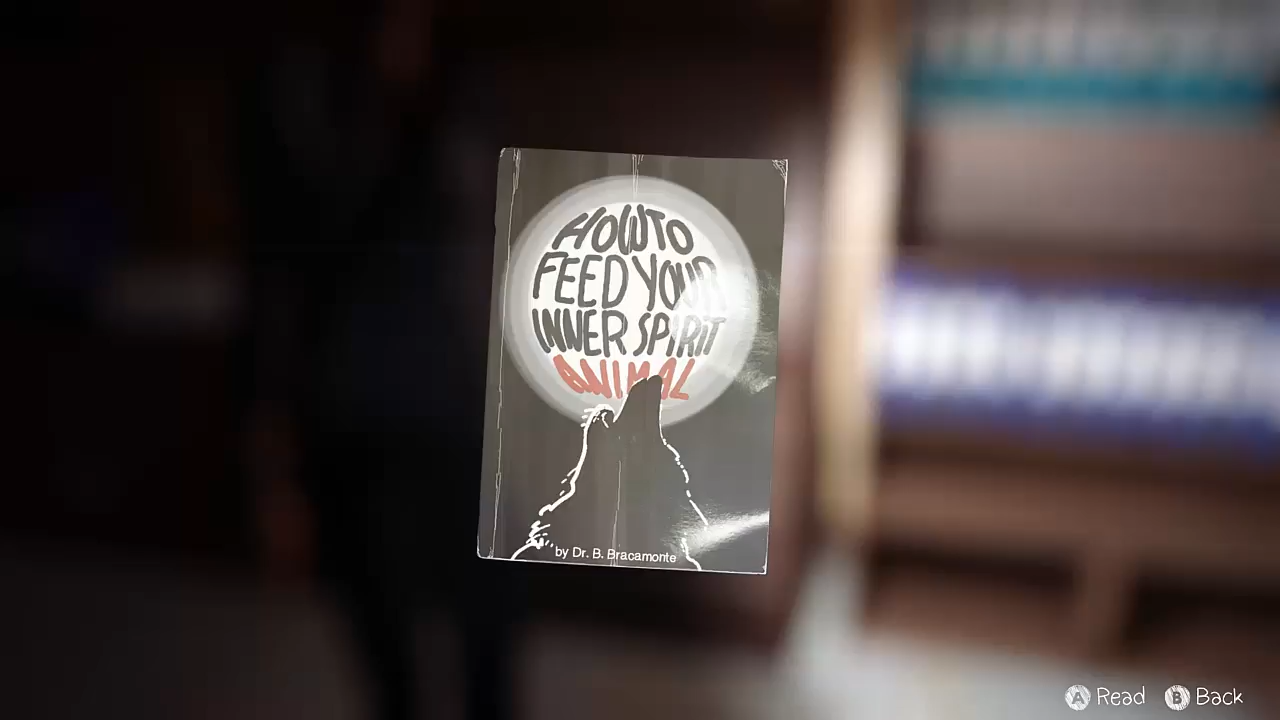 HOW TO
FEED YOUR
INNER SPIRIT
ANIMAL
by Dr. B. Bracamonte
A Read B Back